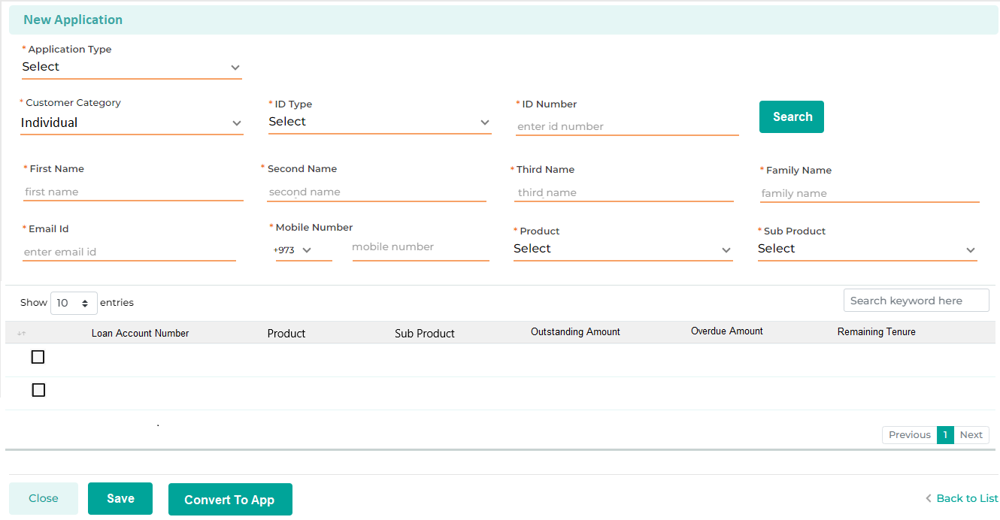 New Application
* Application Type
Select
* Customer Category
Individual
* ID Type
Select
* ID Number
enter id number
Search
* First Name
first name
* Second Name
second name
* Third Name
third name
* Family Name
family name
* Email Id
enter email id
* Mobile Number
+973
mobile number
* Product
Select
* Sub Product
Select
Show 10 entries
Search keyword here
Loan Account Number Product Sub Product Outstanding Amount Overdue Amount Remaining Tenure
.
Previous 1 Next
Close Save Convert To App Back to List